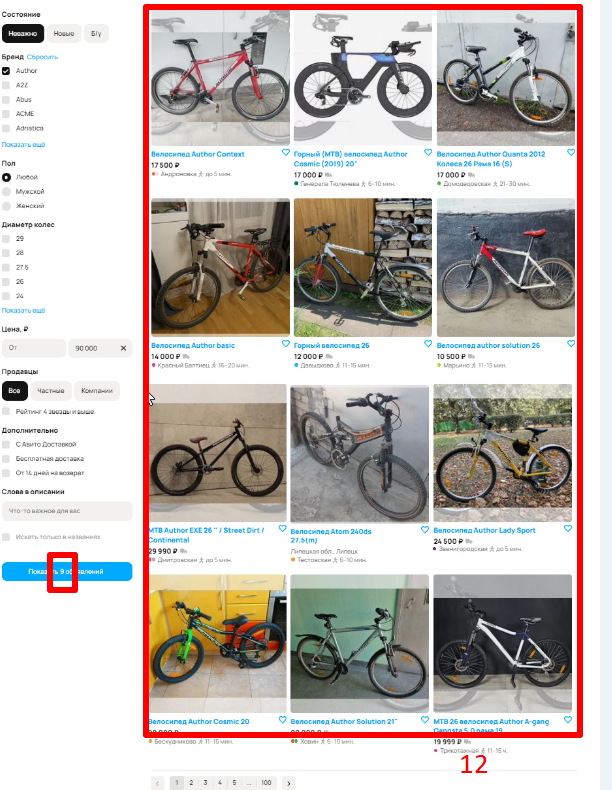 Состояние
Неважно Новые Б/у
Бренд Сбросить
Author
A2Z
Abus
ACME
Adriatica
Показать ещё
Пол
Любой
Мужской
Женский
Диаметр колес
29
28
27.5
26
24
Показать ещё
Цена, ₽
От 90 000
Продавцы
Все Частные Компании
Рейтинг 4 звезды и выше
Дополнительно
С Авито Доставкой
Бесплатная доставка
От 14 дней на возврат
Слова в описании
Что-то важное для вас
Искать только в названиях
Показать 9 объявлений
Велосипед Author Context
17 500 ₽
Андроновка до 5 мин.
Горный (MTB) велосипед Author
Cosmic (2019) 20"
17 000 ₽
Генерала Тюленева 6-10 мин.
Велосипед Author Quanta 2012
Колеса 26 Рама 16 (S)
17 000 ₽
Домодедовская 21-30 мин.
Велосипед Author basic
14 000 ₽
Красный Балтиец 16-20 мин.
Горный велосипед 26
12 000 ₽
Давыдково 11-15 мин.
Велосипед author solution 26
10 500 ₽
Марьино 11-15 мин.
MTB Author EXE 26 '' / Street Dirt /
Continental
29 990 ₽
Дмитровская до 5 мин.
Велосипед Atom 240ds
27.5(m)
Липецкая обл., Липецк
Тестовская 6-10 мин.
Велосипед Author Lady Sport
24 500 ₽
Звенигородская до 5 мин.
Велосипед Author Cosmic 20
Бескудниково 11-15 мин.
Велосипед Author Solution 21"
Ховрин 6-10 мин.
MTB 26 велосипед Author A-gang
19 999 ₽
Трикотажная 11-15 ч.
12
1 2 3 4 5 ... 100